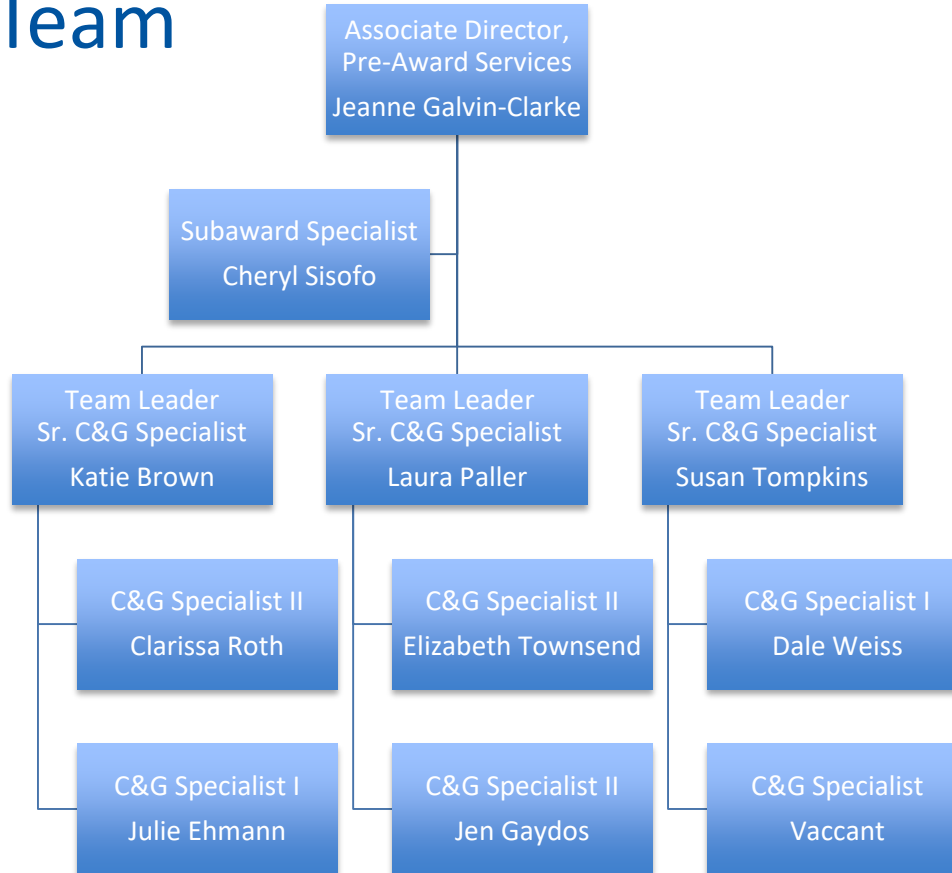 Team
Associate Director,
Pre-Award Services
Jeanne Galvin-Clarke
Subaward Specialist
Cheryl Sisofo
Team Leader
Sr. C&G Specialist
Katie Brown
Team Leader
Sr. C&G Specialist
Laura Paller
Team Leader
Sr. C&G Specialist
Susan Tompkins
C&G Specialist II
Clarissa Roth
C&G Specialist II
Elizabeth Townsend
C&G Specialist I
Dale Weiss
C&G Specialist I
Julie Ehmann
C&G Specialist II
Jen Gaydos
C&G Specialist
Vaccant